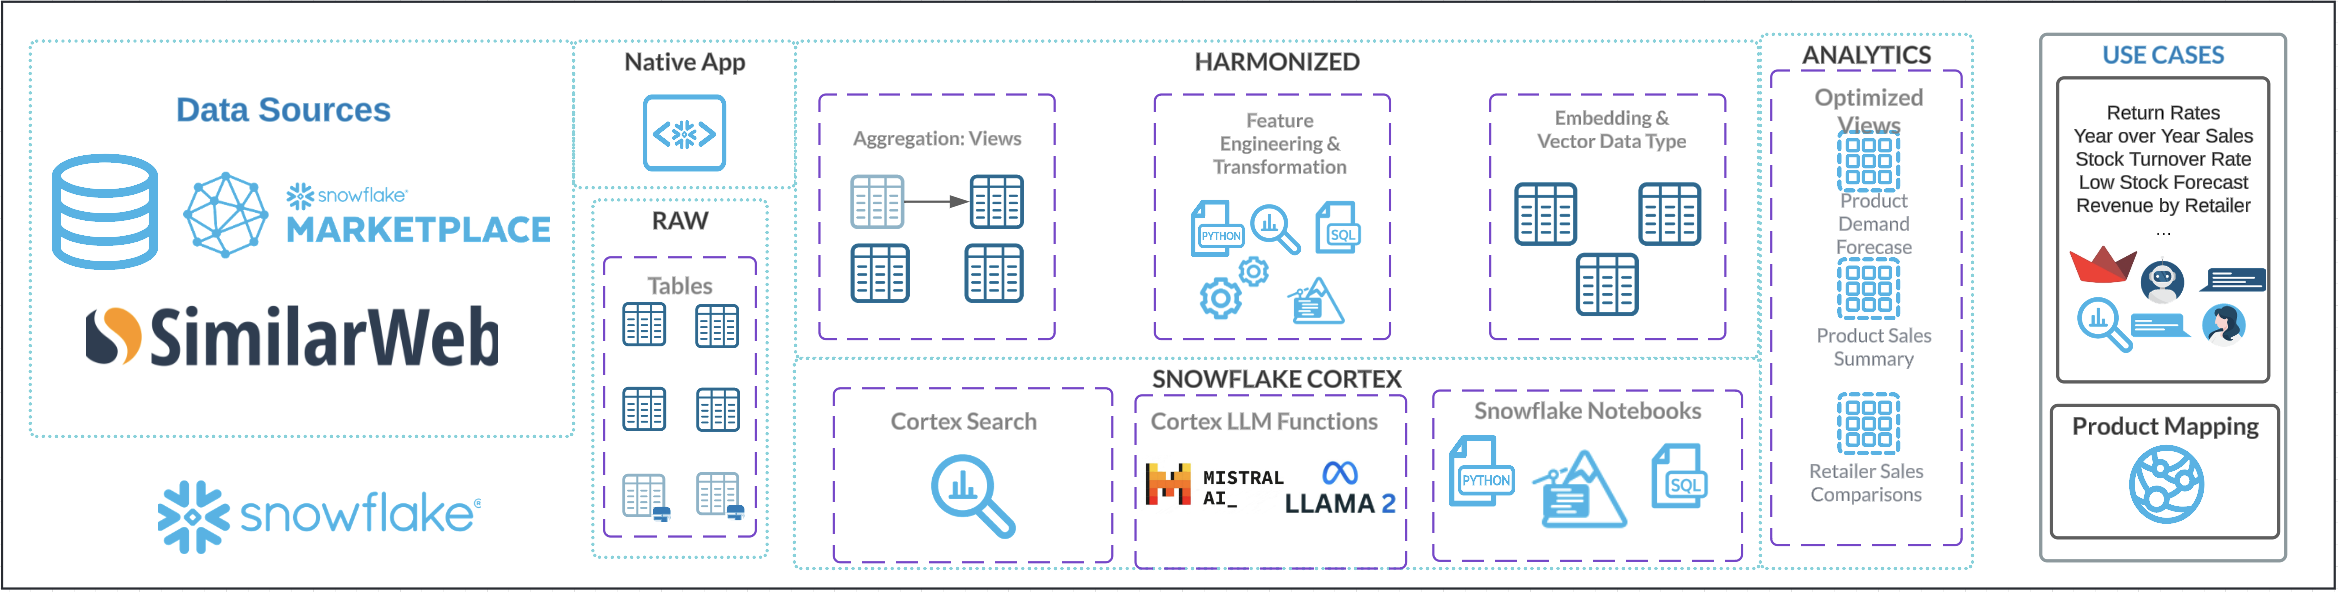 Data Sources
snowflake
MARKETPLACE
SimilarWeb
snowflake®
Native App
RAW
Tables
HARMONIZED
Aggregation: Views
Feature
Engineering &
Transformation
PYTHON
SQL
Embedding &
Vector Data Type
SNOWFLAKE CORTEX
Cortex Search
Cortex LLM Functions
MISTRAL
AI_
LLAMA 2
Snowflake Notebooks
PYTHON
SQL
ANALYTICS
Optimized
Views
Product
Demand
Forecase
Product Sales
Summary
Retailer Sales
Comparisons
USE CASES
Return Rates
Year over Year Sales
Stock Turnover Rate
Low Stock Forecast
Revenue by Retailer
...
Product Mapping